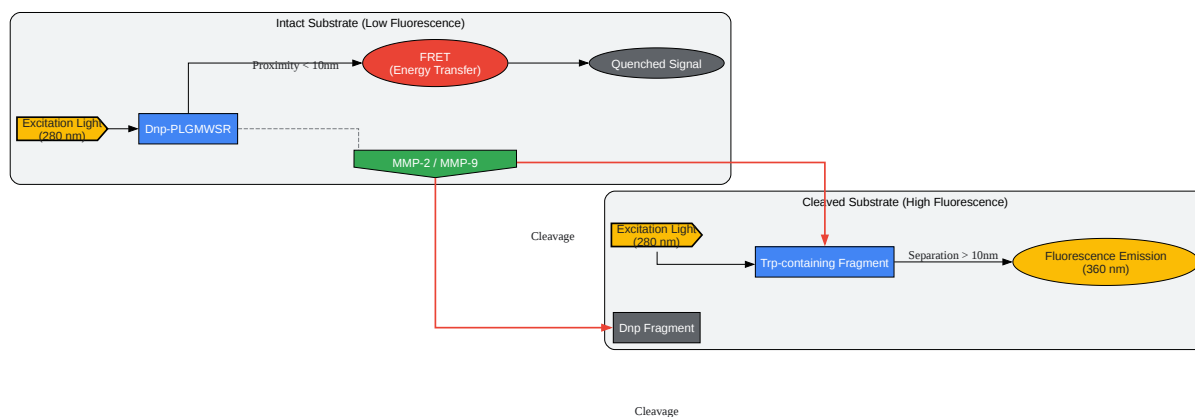 Intact Substrate (Low Fluorescence)
FRET
(Energy Transfer)
Proximity < 10nm
Quenched Signal
Excitation Light
(280 nm)
Dnp-PLGMWSR
MMP-2 / MMP-9
Cleaved Substrate (High Fluorescence)
Excitation Light
(280 nm)
Cleavage
Trp-containing Fragment
Separation > 10nm
Fluorescence Emission
(360 nm)
Dnp Fragment
Cleavage